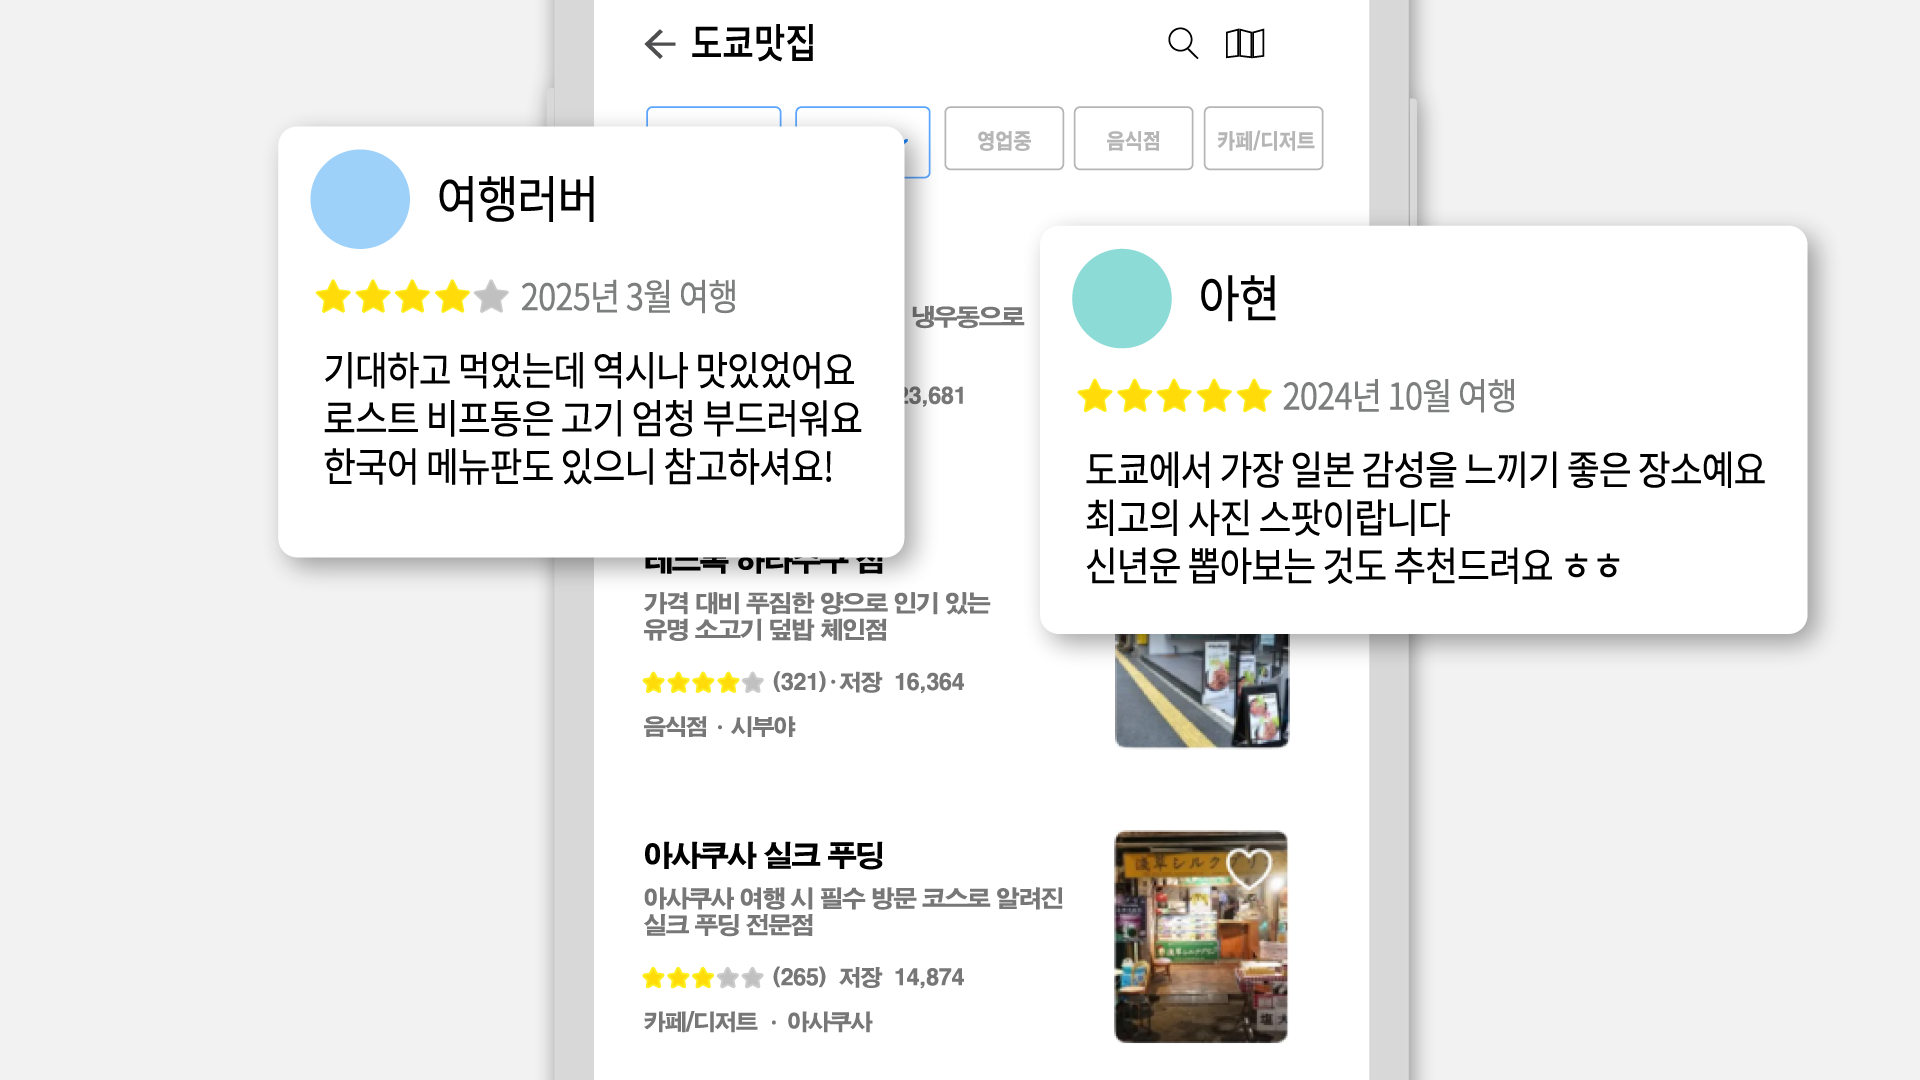 도쿄맛집
영업중
음식점
카페/디저트
여행러버
2025년 3월 여행
기대하고 먹었는데 역시나 맛있었어요
로스트 비프동은 고기 엄청 부드러워요
한국어 메뉴판도 있으니 참고하셔요!
냉우동으로
23,681
아현
2024년 10월 여행
도쿄에서 가장 일본 감성을 느끼기 좋은 장소예요
최고의 사진 스팟이랍니다
신년운 뽑아보는 것도 추천드려요 ㅎㅎ
점
가격 대비 푸짐한 양으로 인기 있는
유명 소고기 덮밥 체인점
(321)·저장 16,364
음식점 · 시부야
아사쿠사 실크 푸딩
아사쿠사 여행 시 필수 방문 코스로 알려진
실크 푸딩 전문점
(265) 저장 14,874
카페/디저트 · 아사쿠사
浅草シルクプリ